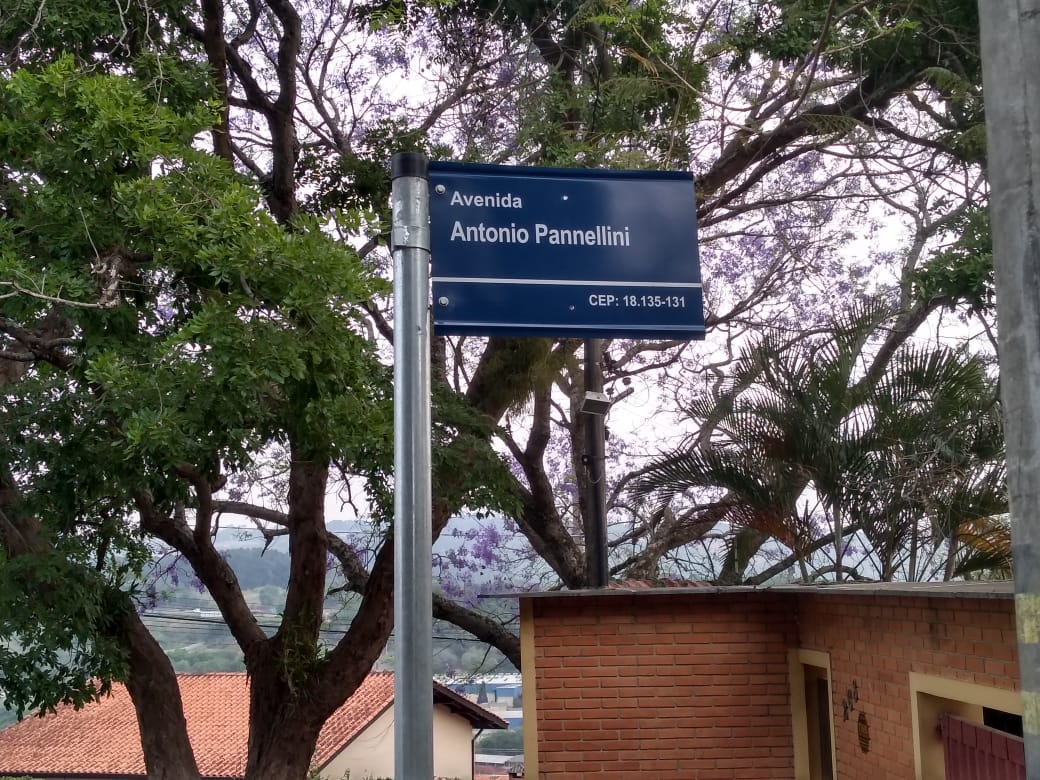 Avenida
Antonio Pannellini
CEP: 18.135-131